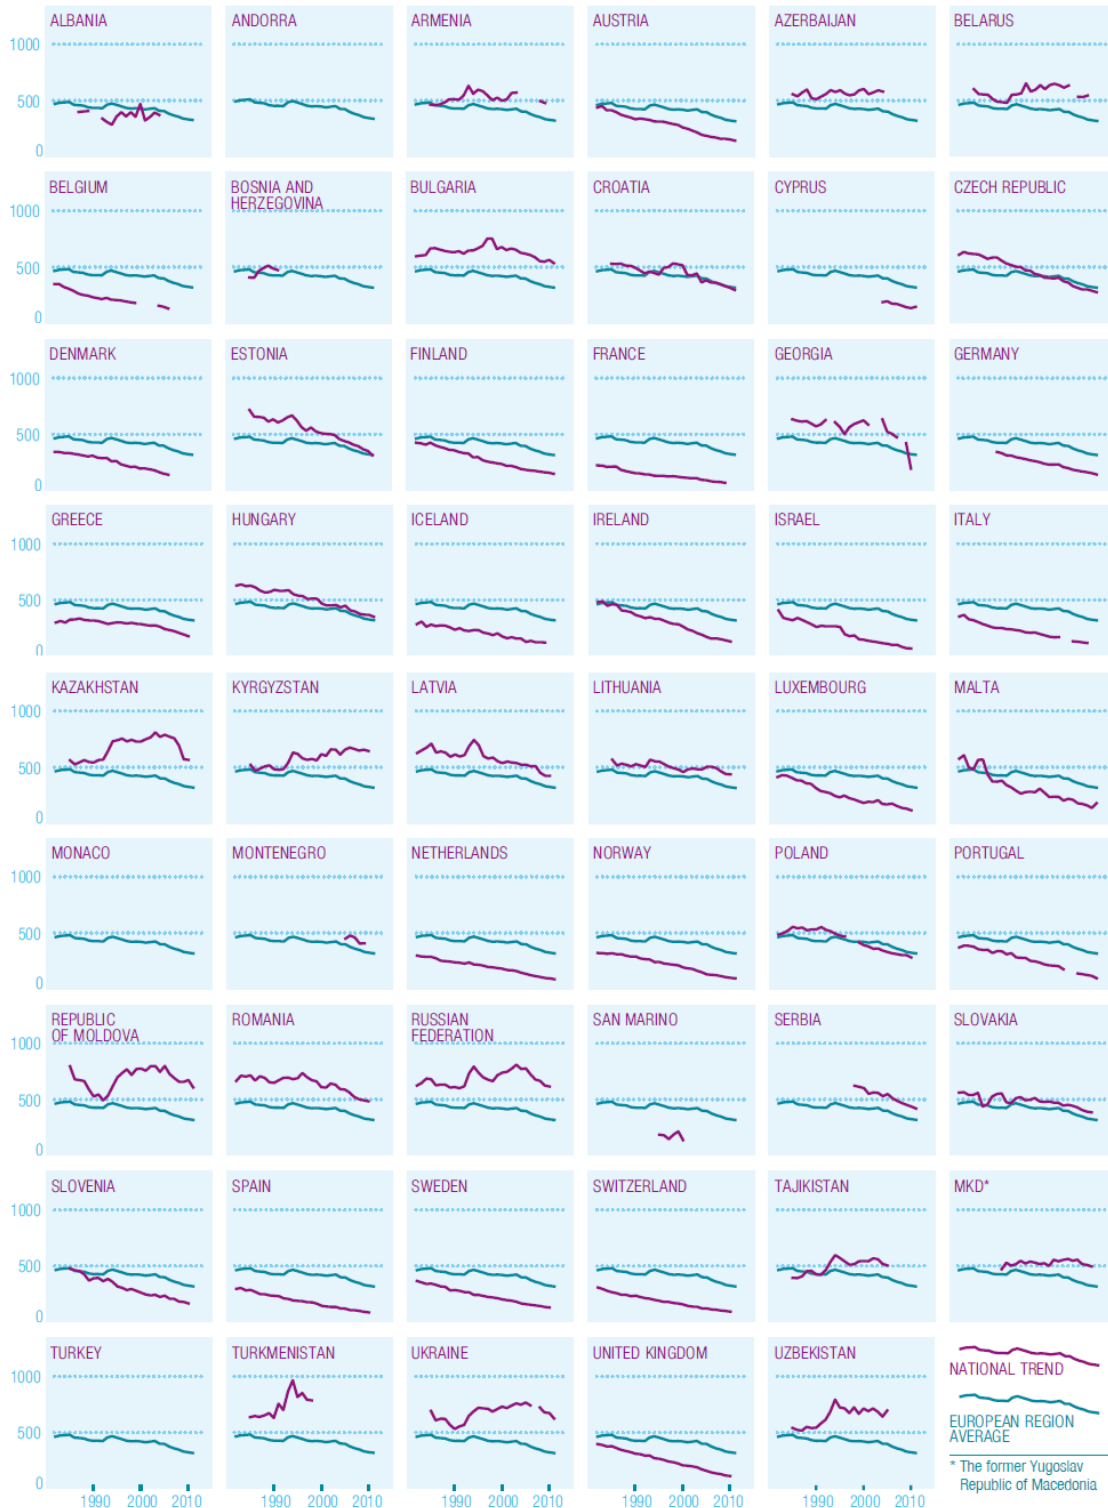 ALBANIA ANDORRA ARMENIA AUSTRIA AZERBAIJAN BELARUS
1000
500
0
BELGIUM BOSNIA AND BULGARIA CROATIA CYPRUS CZECH REPUBLIC
HERZEGOVINA
1000
500
0
DENMARK ESTONIA FINLAND FRANCE GEORGIA GERMANY
1000
500
0
GREECE HUNGARY ICELAND IRELAND ISRAEL ITALY
1000
500
0
KAZAKHSTAN KYRGYZSTAN LATVIA LITHUANIA LUXEMBOURG MALTA
1000
500
0
MONACO MONTENEGRO NETHERLANDS NORWAY POLAND PORTUGAL
1000
500
0
REPUBLIC ROMANIA RUSSIAN SAN MARINO SERBIA SLOVAKIA
OF MOLDOVA FEDERATION
1000
500
0
SLOVENIA SPAIN SWEDEN SWITZERLAND TAJIKISTAN MKD*
1000
500
0
TURKEY TURKMENISTAN UKRAINE UNITED KINGDOM UZBEKISTAN
1000
500
0
NATIONAL TREND
EUROPEAN REGION
AVERAGE
* The former Yugoslav
Republic of Macedonia
1990 2000 2010 1990 2000 2010 1990 2000 2010 1990 2000 2010 1990 2000 2010